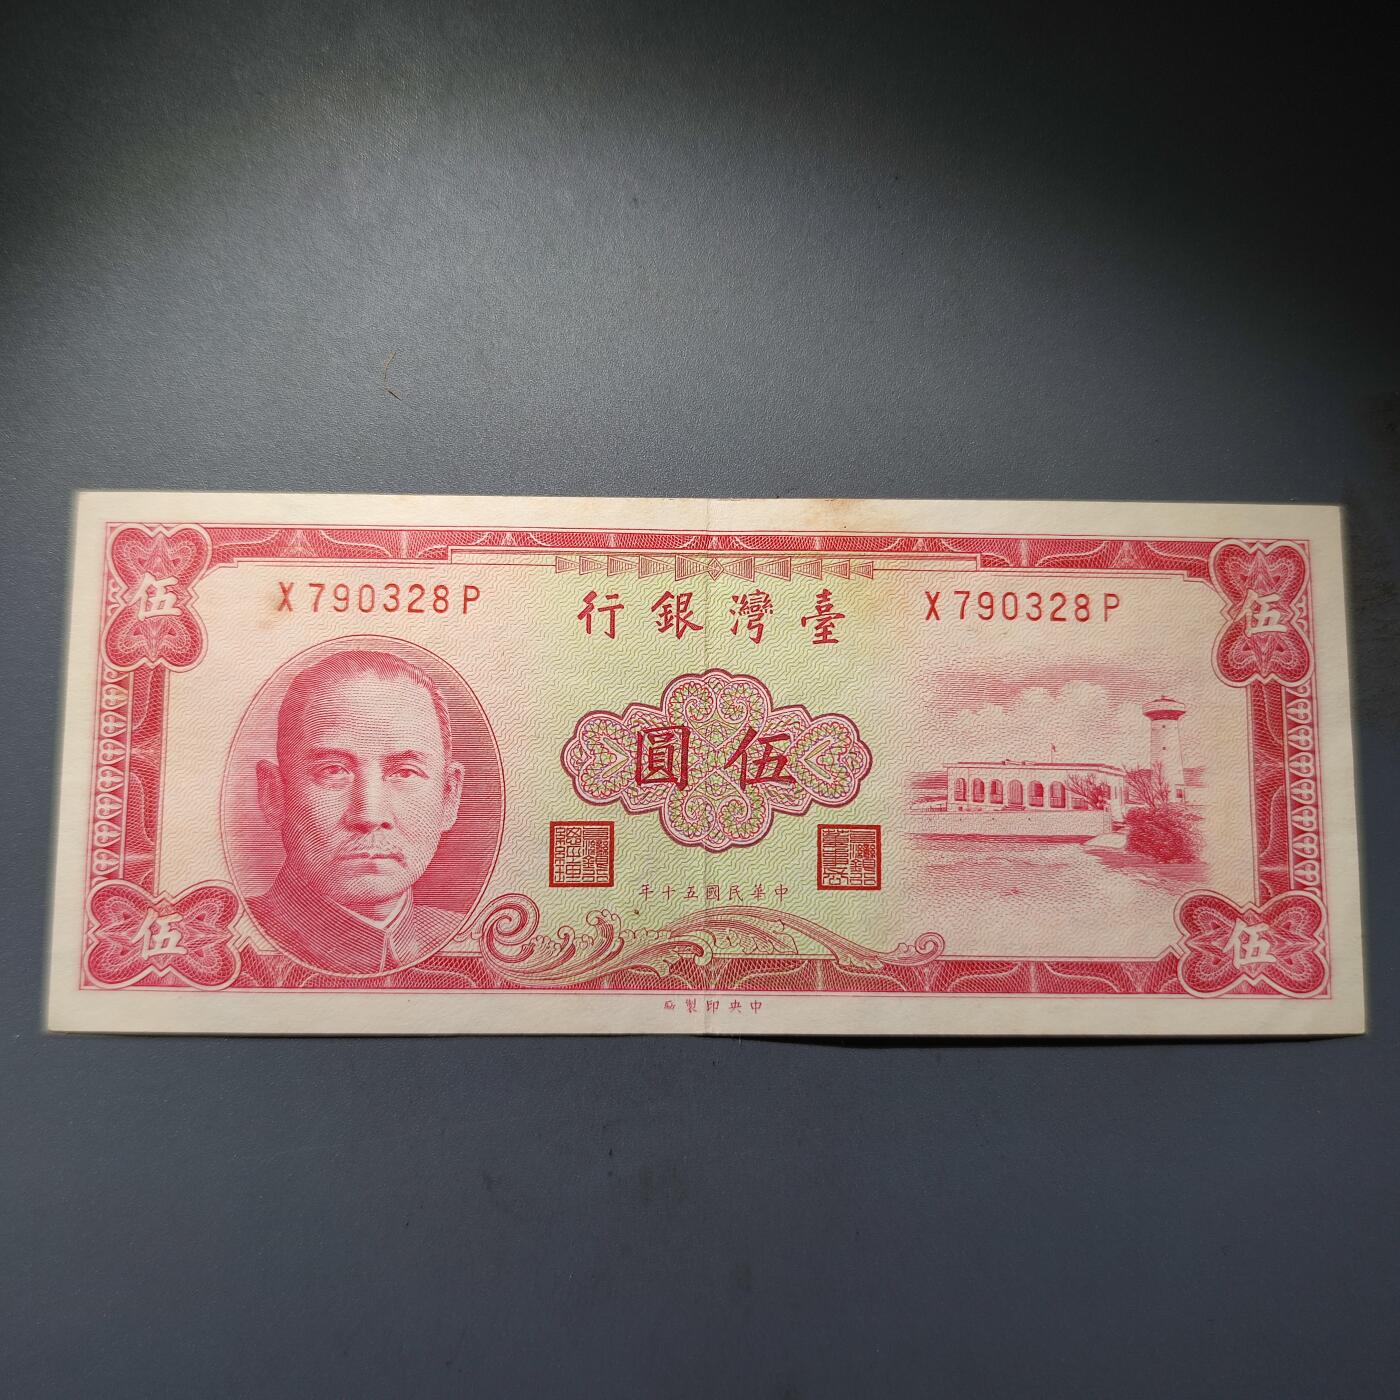 伍
伍
X790328P
X790328P
臺灣銀行
伍圓
中華民國五十年
伍
伍
中央印製廠